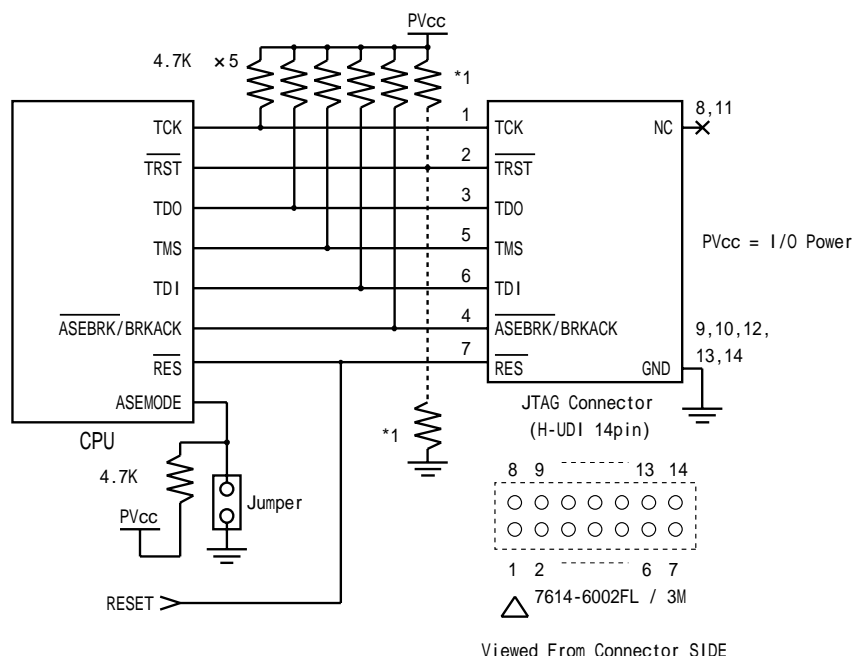 PVcc
4.7K ×5
*1
TCK
1
TCK
NC
8,11
TRST
2
TRST
TDO
3
TDO
TMS
5
TMS
PVcc = I/O Power
TDI
6
TDI
ASEBRK/BRKACK
4
ASEBRK/BRKACK
9,10,12,
13,14
RES
7
RES
GND
ASEMODE
CPU
*1
JTAG Connector
(H-UDI 14pin)
4.7K
PVcc
Jumper
8 9 13 14
1 2 6 7
RESET
7614-6002FL / 3M
Viewed From Connector SIDE